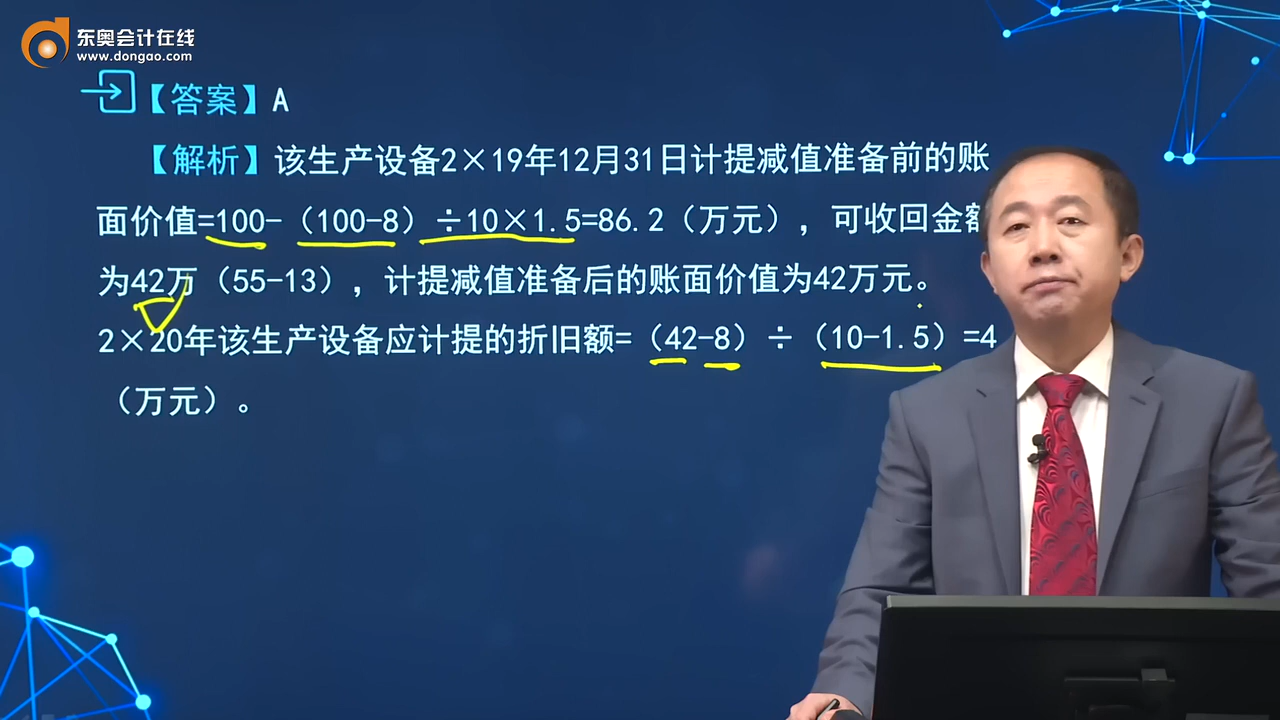 东奥会计在线
www.dongao.com
【答案】A
【解析】该生产设备2×19年12月31日计提减值准备前的账
面价值=100-（100-8）÷10×1.5=86.2（万元），可收回金额
为42万（55-13），计提减值准备后的账面价值为42万元。
2×20年该生产设备应计提的折旧额=（42-8）÷（10-1.5）=4
（万元）。